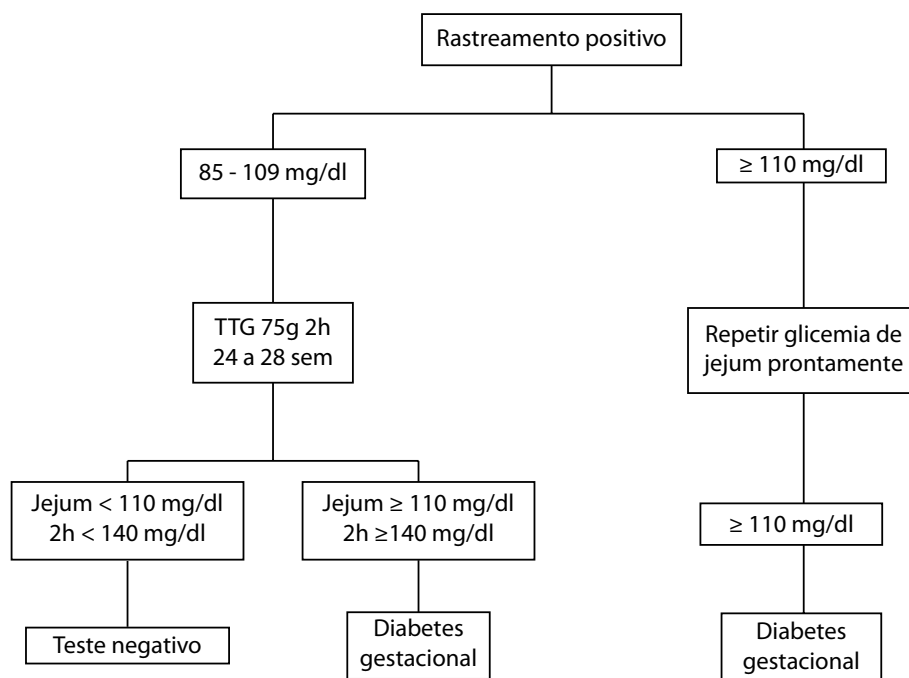 Rastreamento positivo
85 - 109 mg/dl
≥ 110 mg/dl
TTG 75g 2h
24 a 28 sem
Repetir glicemia de
jejum prontamente
Jejum < 110 mg/dl
2h < 140 mg/dl
Jejum ≥ 110 mg/dl
2h ≥140 mg/dl
≥ 110 mg/dl
Teste negativo
Diabetes
gestacional
Diabetes
gestacional